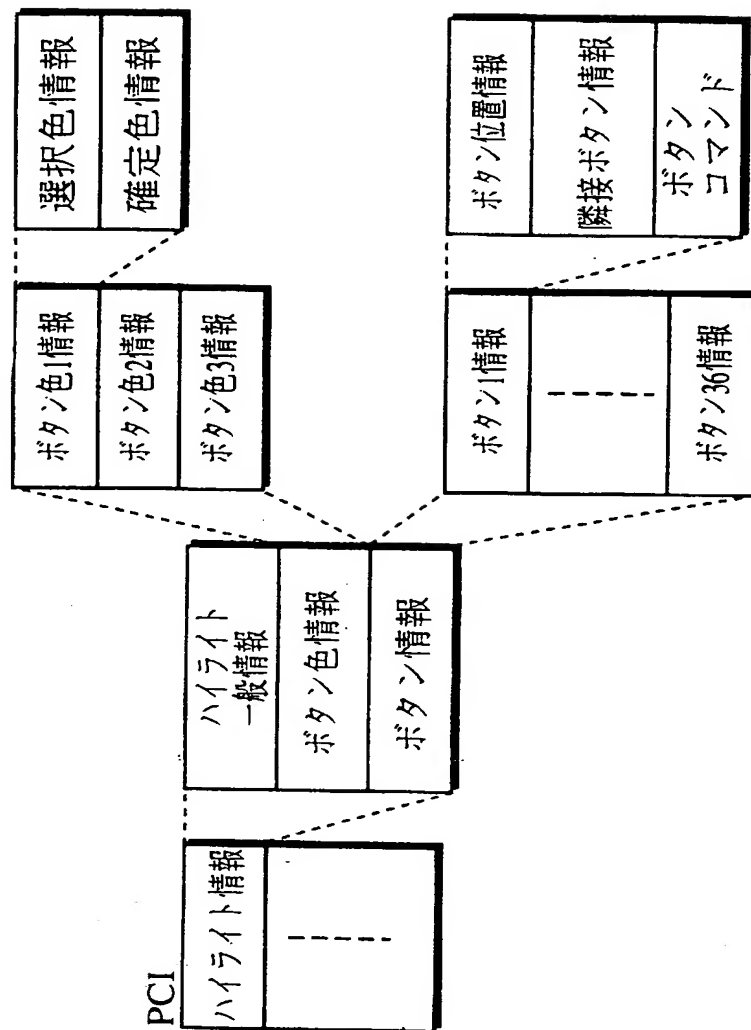 PCI
ハイライト情報
ハイライト
一般情報
ボタン色情報
ボタン情報
ボタン色1情報
ボタン色2情報
ボタン色3情報
選択色情報
確定色情報
ボタン1情報
ボタン36情報
ボタン位置情報
隣接ボタン情報
ボタン
コマンド